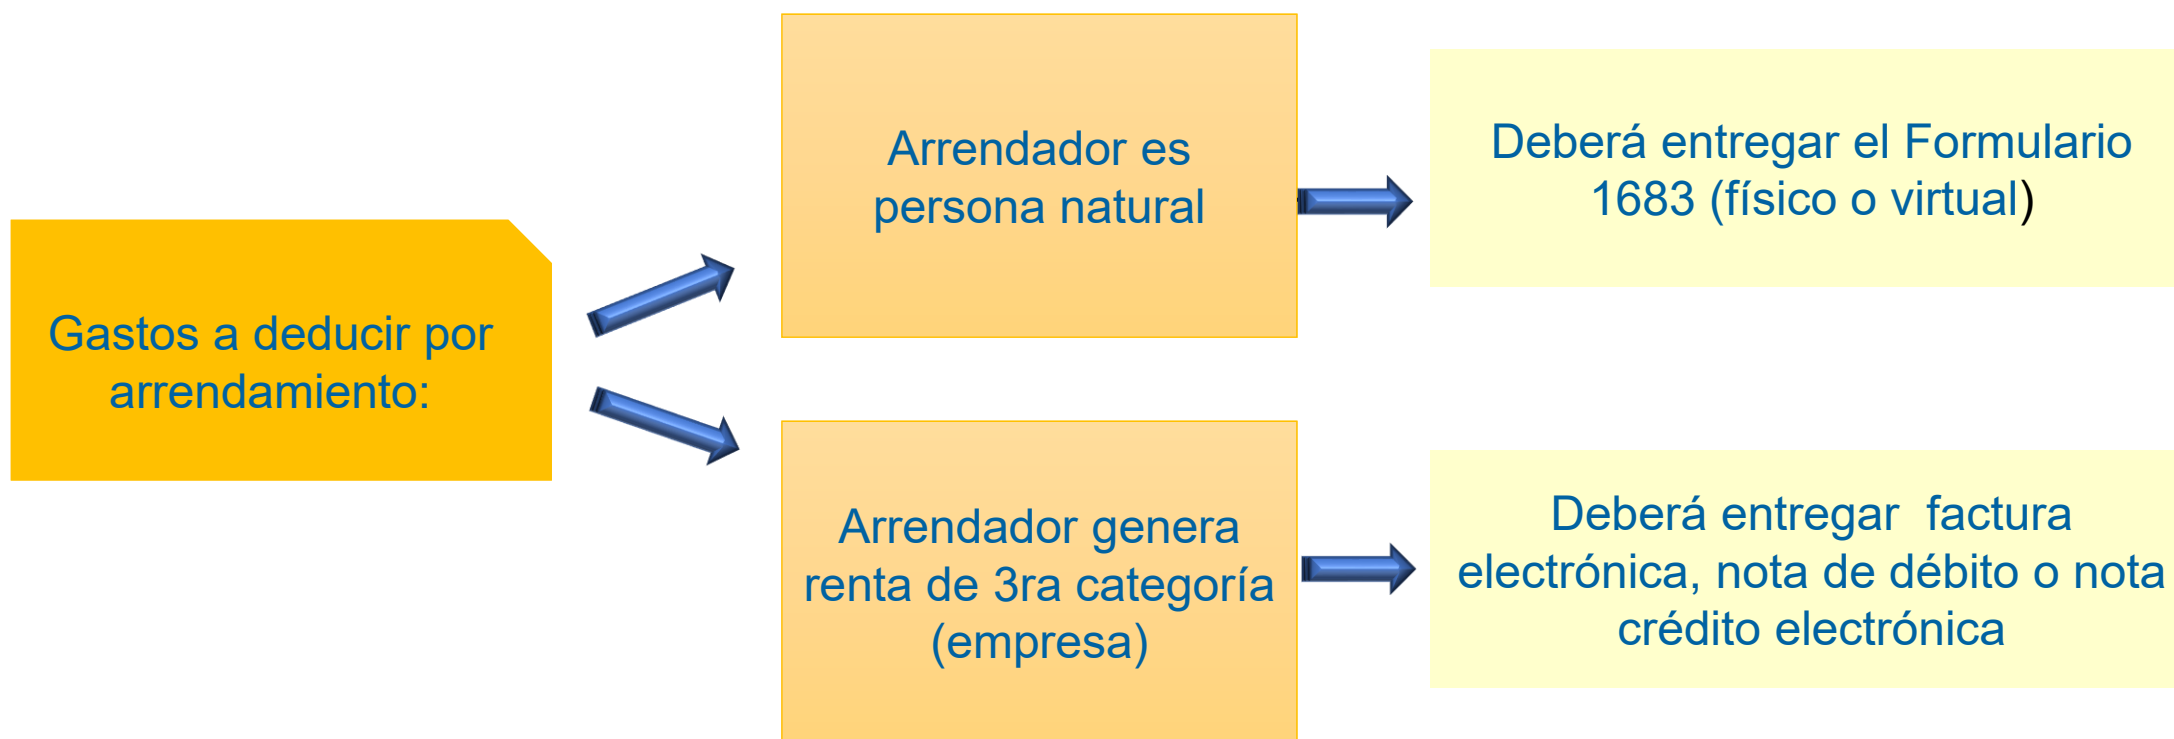 Gastos a deducir por
arrendamiento:
Arrendador es
persona natural
Deberá entregar el Formulario
1683 (físico o virtual)
Arrendador genera
renta de 3ra categoría
(empresa)
Deberá entregar  factura
electrónica, nota de débito o nota
crédito electrónica